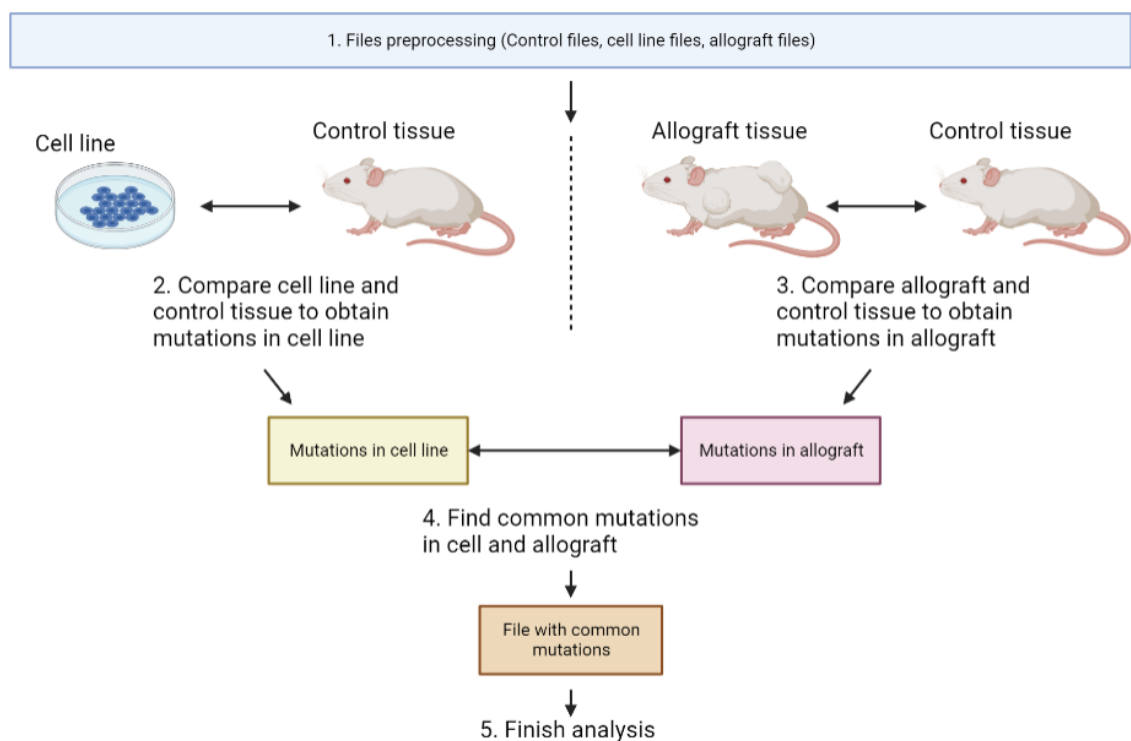 1. Files preprocessing (Control files, cell line files, allograft files)
Cell line
Control tissue
Allograft tissue
Control tissue
2. Compare cell line and
control tissue to obtain
mutations in cell line
3. Compare allograft and
control tissue to obtain
mutations in allograft
Mutations in cell line
Mutations in allograft
4. Find common mutations
in cell and allograft
File with common
mutations
5. Finish analysis